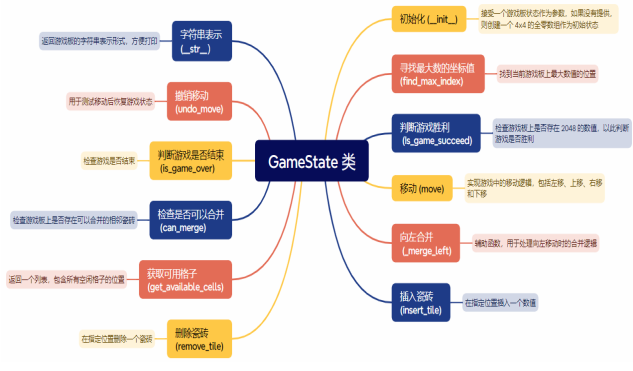 GameState 类
初始化 (__init__)
接受一个游戏板状态作为参数，如果没有提供，
则创建一个 4x4 的全零数组作为初始状态
寻找最大数的坐标值
(find_max_index)
找到当前游戏板上最大数值的位置
判断游戏胜利
(is_game_succeed)
检查游戏板上是否存在 2048 的数值，以此判断
游戏是否胜利
移动 (move)
实现游戏中的移动逻辑，包括左移、上移、右移
和下移
向左合并
(_merge_left)
辅助函数，用于处理向左移动时的合并逻辑
插入瓷砖
(insert_tile)
在指定位置插入一个数值
字符串表示
(__str__)
返回游戏板的字符串表示形式，方便打印
撤销移动
(undo_move)
用于测试移动后恢复游戏状态
判断游戏是否结束
(is_game_over)
检查游戏是否结束
检查是否可以合并
(can_merge)
检查游戏板上是否存在可以合并的相邻瓷砖
获取可用格子
(get_available_cells)
返回一个列表，包含所有空闲格子的位置
删除瓷砖
(remove_tile)
在指定位置删除一个瓷砖